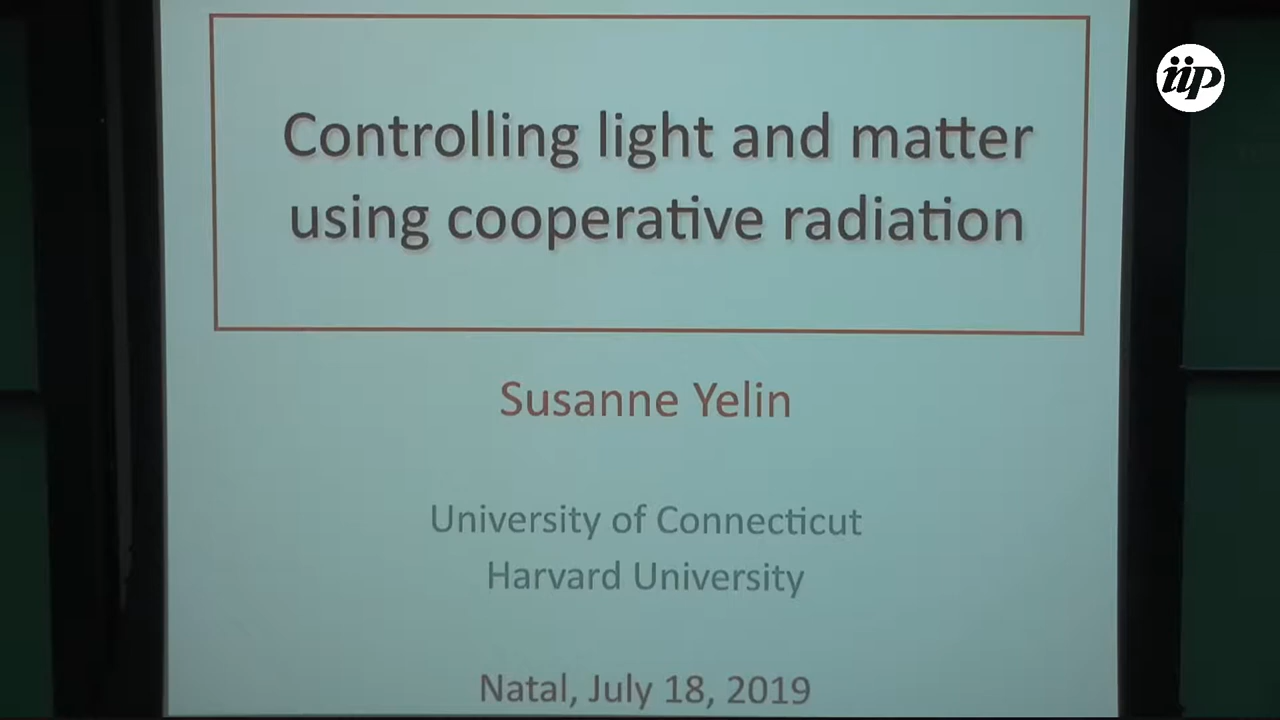 iip
Controlling light and matter
using cooperative radiation
Susanne Yelin
University of Connecticut
Harvard University
Natal, July 18, 2019